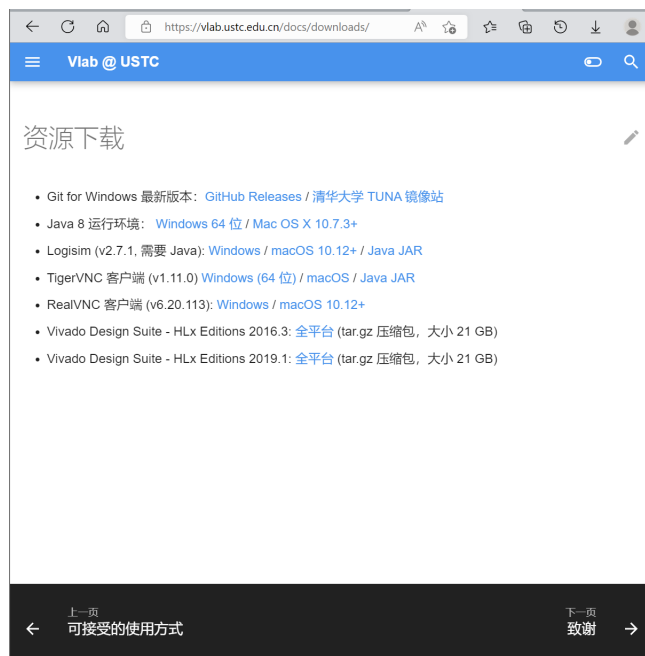 https://vlab.ustc.edu.cn/docs/downloads/
Vlab @ USTC
资源下载
Git for Windows 最新版本：GitHub Releases / 清华大学 TUNA 镜像站
Java 8 运行环境： Windows 64 位 / Mac OS X 10.7.3+
Logisim (v2.7.1, 需要 Java): Windows / macOS 10.12+ / Java JAR
TigerVNC 客户端 (v1.11.0) Windows (64 位) / macOS / Java JAR
RealVNC 客户端 (v6.20.113): Windows / macOS 10.12+
Vivado Design Suite - HLx Editions 2016.3: 全平台 (tar.gz 压缩包，大小 21 GB)
Vivado Design Suite - HLx Editions 2019.1: 全平台 (tar.gz 压缩包，大小 21 GB)
上一页
可接受的使用方式
下一页
致谢